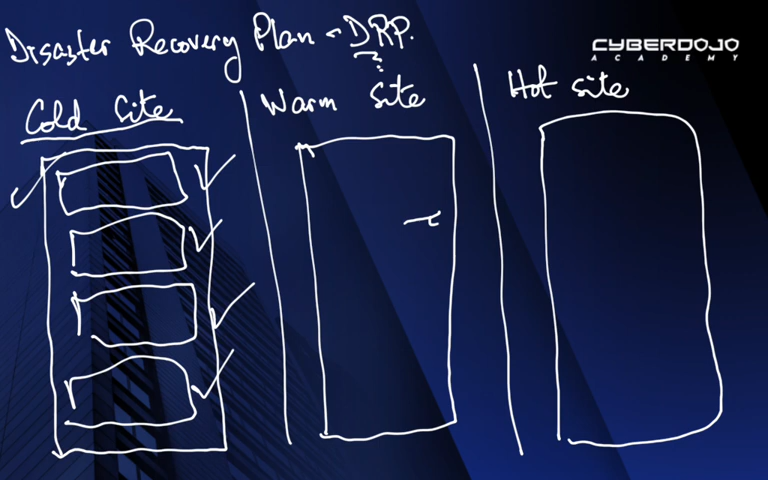 Disaster Recovery Plan - DRP.
CYBERDOJO
ACADEMY
Cold Site
Warm Site
Hot site